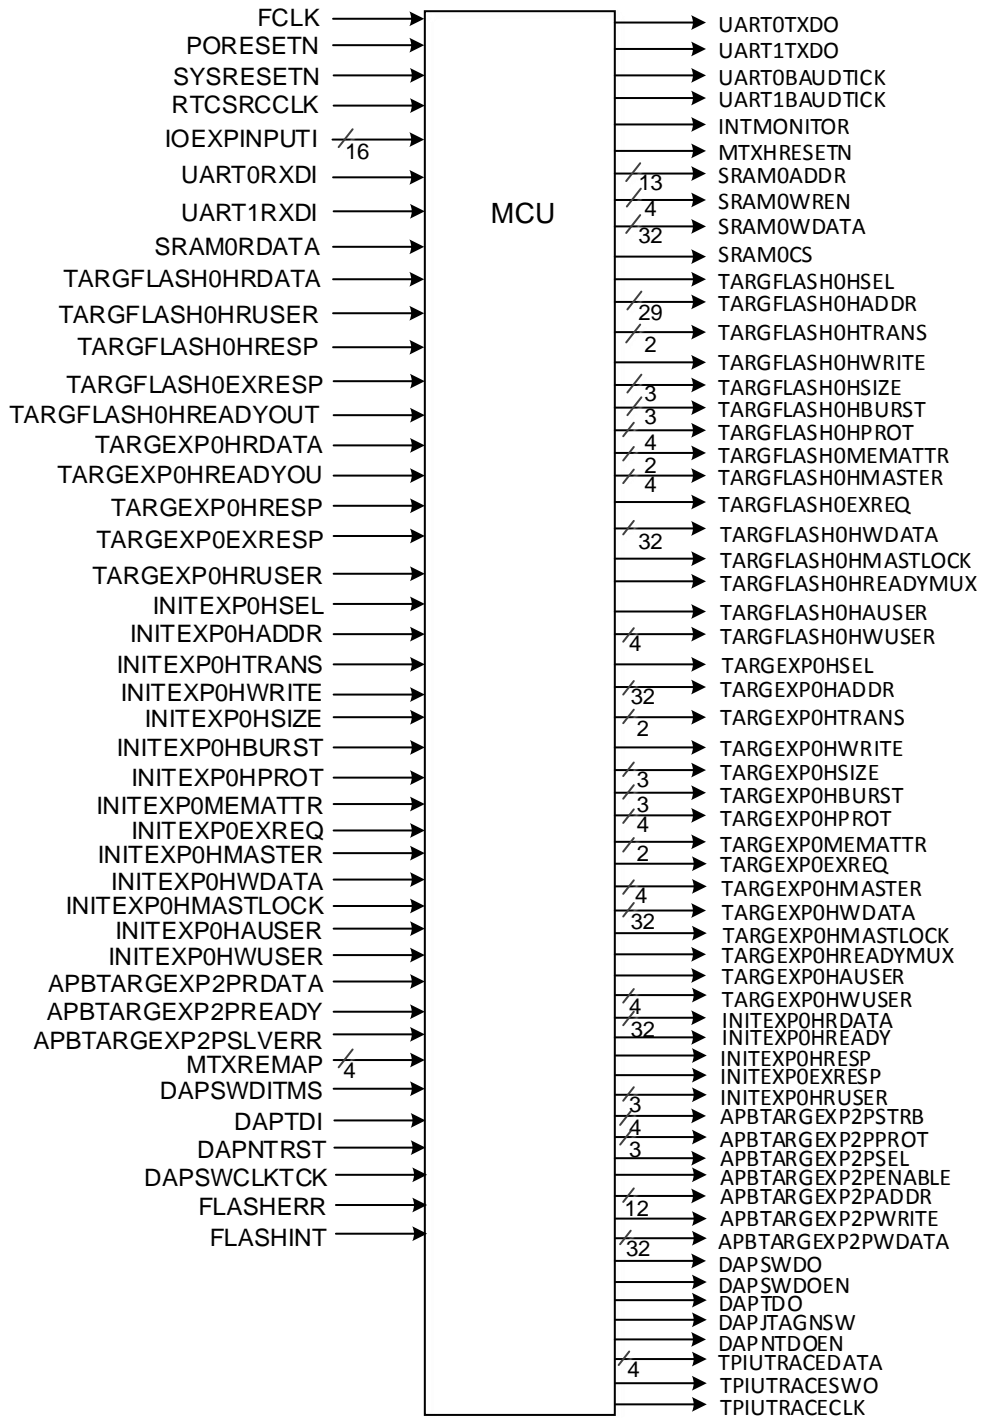 FCLK
PORESETN
SYSRESETN
RTCSRCCLK
IOEXPINPUTI
16
UART0RXDI
UART1RXDI
SRAM0RDATA
TARGFLASH0HRDATA
TARGFLASH0HRUSER
TARGFLASH0HRESP
TARGFLASH0EXRESP
TARGFLASH0HREADYOUT
TARGEXP0HRDATA
TARGEXP0HREADYOU
TARGEXP0HRESP
TARGEXP0EXRESP
TARGEXP0HRUSER
INITEXP0HSEL
INITEXP0HADDR
INITEXP0HTRANS
INITEXP0HWRITE
INITEXP0HSIZE
INITEXP0HBURST
INITEXP0HPROT
INITEXP0MEMATTR
INITEXP0EXREQ
INITEXP0HMASTER
INITEXP0HWDATA
INITEXP0HMASTLOCK
INITEXP0HAUSER
INITEXP0HWUSER
APBTARGEXP2PRDATA
APBTARGEXP2PREADY
APBTARGEXP2PSLVERR
MTXREMAP
4
DAPSWDITMS
DAPTDI
DAPNTRST
DAPSWCLKTCK
FLASHERR
FLASHINT
MCU
UART0TXDO
UART1TXDO
UART0BAUDTICK
UART1BAUDTICK
INTMONITOR
MTXHRESETN
13 SRAM0ADDR
4 SRAM0WREN
32 SRAM0WDATA
SRAM0CS
TARGFLASH0HSEL
29 TARGFLASH0HADDR
2 TARGFLASH0HTRANS
TARGFLASH0HWRITE
3 TARGFLASH0HSIZE
3 TARGFLASH0HBURST
4 TARGFLASH0HPROT
2 TARGFLASH0MEMATTR
4 TARGFLASH0HMASTER
TARGFLASH0EXREQ
32 TARGFLASH0HWDATA
TARGFLASH0HMASTLOCK
TARGFLASH0HREADYMUX
TARGFLASH0HAUSER
4 TARGFLASH0HWUSER
TARGEXP0HSEL
32 TARGEXP0HADDR
2 TARGEXP0HTRANS
TARGEXP0HWRITE
3 TARGEXP0HSIZE
3 TARGEXP0HBURST
4 TARGEXP0HPROT
2 TARGEXP0MEMATTR
TARGEXP0EXREQ
4 TARGEXP0HMASTER
32 TARGEXP0HWDATA
TARGEXP0HMASTLOCK
TARGEXP0HREADYMUX
TARGEXP0HAUSER
4 TARGEXP0HWUSER
32 INITEXP0HRDATA
INITEXP0HREADY
INITEXP0HRESP
INITEXP0EXRESP
3 INITEXP0HRUSER
4 APBTARGEXP2PSTRB
3 APBTARGEXP2PPROT
APBTARGEXP2PSEL
APBTARGEXP2PENABLE
12 APBTARGEXP2PADDR
APBTARGEXP2PWRITE
32 APBTARGEXP2PWDATA
DAPSWDO
DAPSWDOEN
DAPTDO
DAPJTAGNSW
DAPNTDOEN
4 TPIUTRACEDATA
TPIUTRACESWO
TPIUTRACECLK